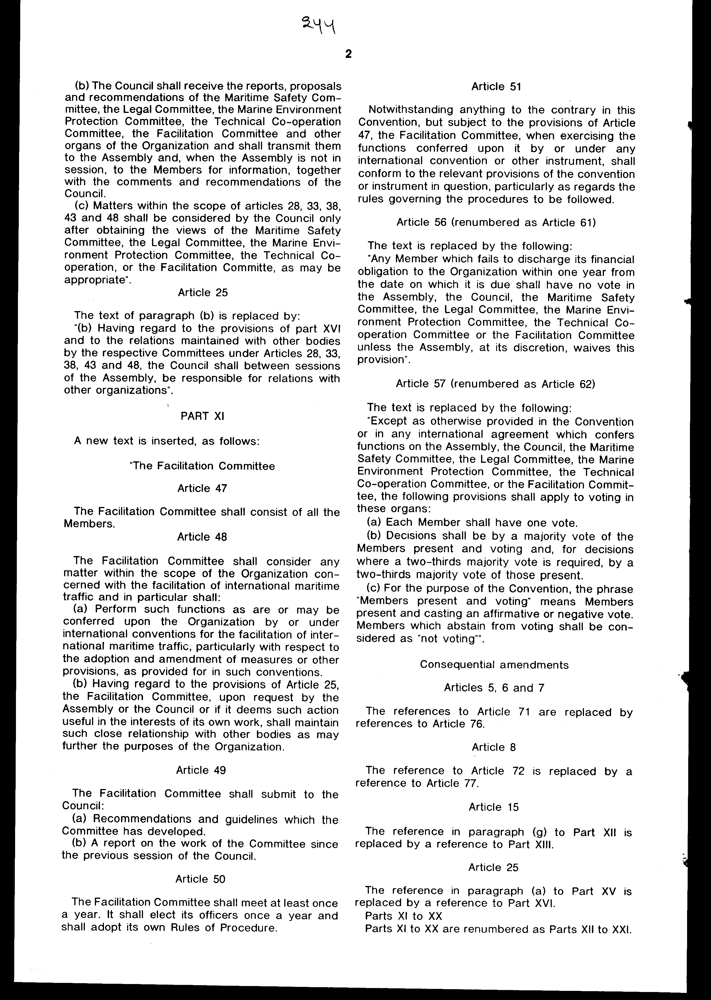 344
2
(b) The Council shall receive the reports, proposals
and recommendations of the Maritime Safety Com-
mittee, the Legal Committee, the Marine Environment
Protection Committee, the Technical Co-operation
Committee, the Facilitation Committee and other
organs of the Organization and shall transmit them
to the Assembly and, when the Assembly is not in
session, to the Members for information, together
with the comments and recommendations of the
Council.
(c) Matters within the scope of articles 28, 33, 38,
43 and 48 shall be considered by the Council only
after obtaining the views of the Maritime Safety
Committee, the Legal Committee, the Marine Envi-
ronment Protection Committee, the Technical Co-
operation, or the Facilitation Committe, as may be
appropriate".
Article 25
The text of paragraph (b) is replaced by:
"(b) Having regard to the provisions of part XVI
and to the relations maintained with other bodies
by the respective Committees under Articles 28, 33,
38, 43 and 48, the Council shall between sessions
of the Assembly, be responsible for relations with
other organizations".
PART XI
A new text is inserted, as follows:
"The Facilitation Committee
Article 47
The Facilitation Committee shall consist of all the
Members.
Article 48
The Facilitation Committee shall consider any
matter within the scope of the Organization con-
cerned with the facilitation of international maritime
traffic and in particular shall:
(a) Perform such functions as are or may be
conferred upon the Organization by or under
international conventions for the facilitation of inter-
national maritime traffic, particularly with respect to
the adoption and amendment of measures or other
provisions, as provided for in such conventions.
(b) Having regard to the provisions of Article 25,
the Facilitation Committee, upon request by the
Assembly or the Council or if it deems such action
useful in the interests of its own work, shall maintain
such close relationship with other bodies as may
further the purposes of the Organization.
Article 49
The Facilitation Committee shall submit to the
Council:
(a) Recommendations and guidelines which the
Committee has developed.
(b) A report on the work of the Committee since
the previous session of the Council.
Article 50
The Facilitation Committee shall meet at least once
a year. It shall elect its officers once a year and
shall adopt its own Rules of Procedure.
Article 51
Notwithstanding anything to the contrary in this
Convention, but subject to the provisions of Article
47, the Facilitation Committee, when exercising the
functions conferred upon it by or under any
international convention or other instrument, shall
conform to the relevant provisions of the convention
or instrument in question, particularly as regards the
rules governing the procedures to be followed.
Article 56 (renumbered as Article 61)
The text is replaced by the following:
"Any Member which fails to discharge its financial
obligation to the Organization within one year from
the date on which it is due shall have no vote in
the Assembly, the Council, the Maritime Safety
Committee, the Legal Committee, the Marine Envi-
ronment Protection Committee, the Technical Co-
operation Committee or the Facilitation Committee
unless the Assembly, at its discretion, waives this
provision".
Article 57 (renumbered as Article 62)
The text is replaced by the following:
"Except as otherwise provided in the Convention
or in any international agreement which confers
functions on the Assembly, the Council, the Maritime
Safety Committee, the Legal Committee, the Marine
Environment Protection Committee, the Technical
Co-operation Committee, or the Facilitation Commit-
tee, the following provisions shall apply to voting in
these organs:
(a) Each Member shall have one vote.
(b) Decisions shall be by a majority vote of the
Members present and voting and, for decisions
where a two-thirds majority vote is required, by a
two-thirds majority vote of those present.
(c) For the purpose of the Convention, the phrase
"Members present and voting" means Members
present and casting an affirmative or negative vote.
Members which abstain from voting shall be con-
sidered as "not voting"".
Consequential amendments
Articles 5, 6 and 7
The references to Article 71 are replaced by
references to Article 76.
Article 8
The reference to Article 72 is replaced by a
reference to Article 77.
Article 15
The reference in paragraph (g) to Part XII is
replaced by a reference to Part XIII.
Article 25
The reference in paragraph (a) to Part XV is
replaced by a reference to Part XVI.
Parts XI to XX
Parts XI to XX are renumbered as Parts XII to XXI.